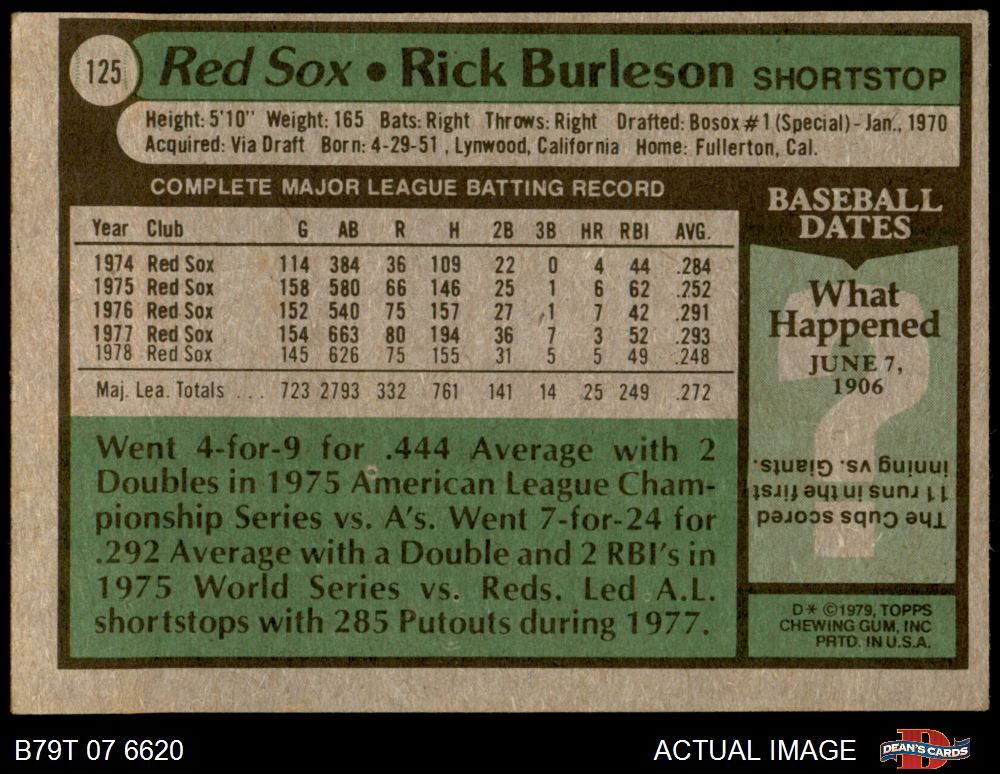 125 Red Sox • Rick Burleson SHORTSTOP
Height: 5'10" Weight: 165 Bats: Right Throws: Right Drafted: Bosox #1 (Special) - Jan., 1970
Acquired: Via Draft Born: 4-29-51 , Lynwood, California Home: Fullerton, Cal.
COMPLETE MAJOR LEAGUE BATTING RECORD
Year Club G AB R H 2B 3B HR RBI AVG.
1974 Red Sox 114 384 36 109 22 0 4 44 .284
1975 Red Sox 158 580 66 146 25 1 6 62 .252
1976 Red Sox 152 540 75 157 27 1 7 42 .291
1977 Red Sox 154 663 80 194 36 7 3 52 .293
1978 Red Sox 145 626 75 155 31 5 5 49 .248
Maj. Lea. Totals ... 723 2793 332 761 141 14 25 249 .272
Went 4-for-9 for .444 Average with 2
Doubles in 1975 American League Cham-
pionship Series vs. A's. Went 7-for-24 for
.292 Average with a Double and 2 RBI's in
1975 World Series vs. Reds. Led A.L.
shortstops with 285 Putouts during 1977.
BASEBALL
DATES
What
Happened
JUNE 7,
1906
?
The Cubs scored
11 runs in the first
inning vs. Giants.
D* ©1979, TOPPS
CHEWING GUM, INC
PRTD. IN U.S.A.
B79T 07 6620
ACTUAL IMAGE
DEAN'S CARDS